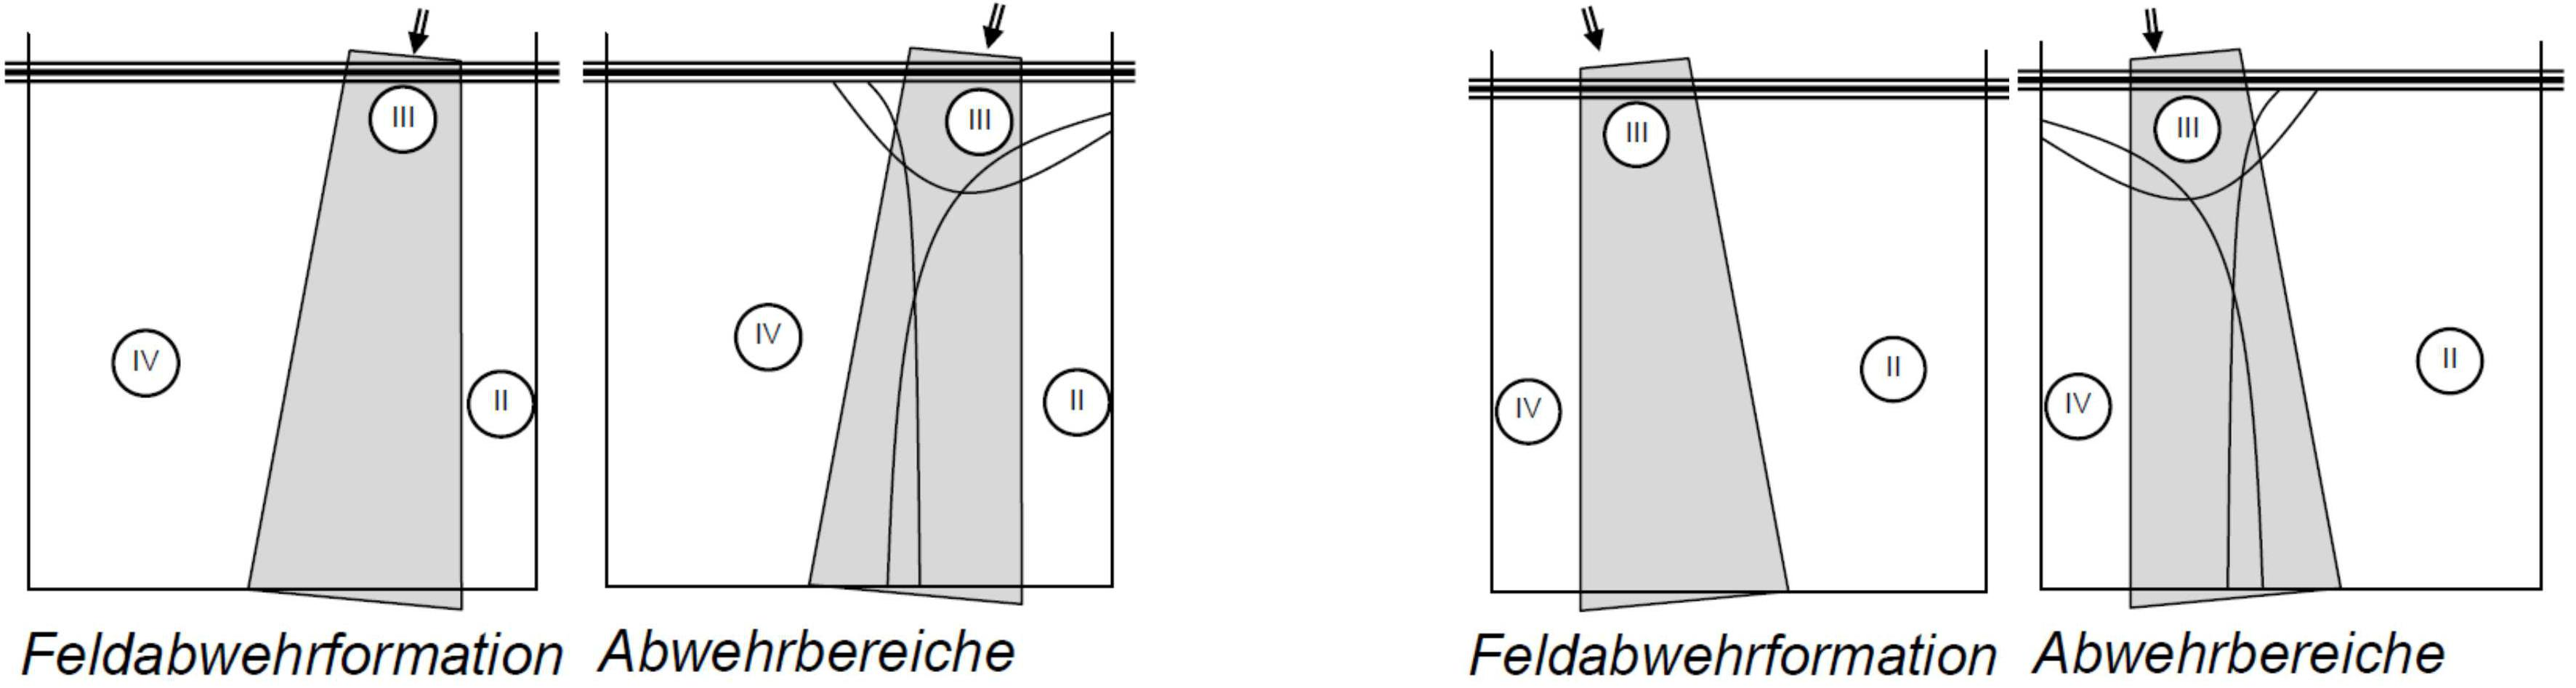 III
III
III
III
IV
IV
IV
IV
II
II
II
II
Feldabwehrformation
Abwehrbereiche
Feldabwehrformation
Abwehrbereiche